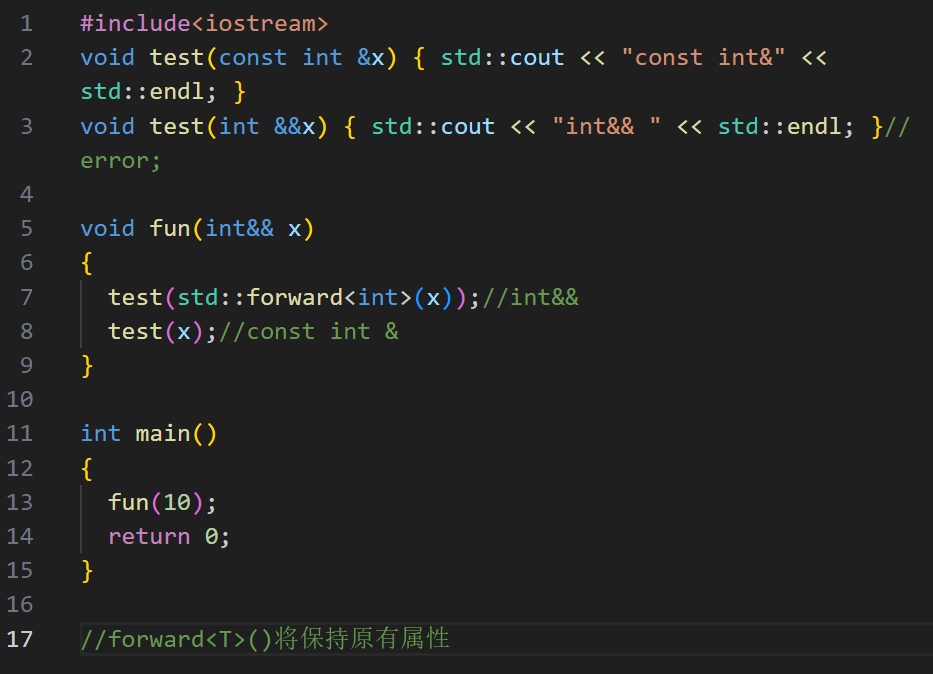 1 #include<iostream>
2 void test(const int &x) { std::cout << "const int&" <<
std::endl; }
3 void test(int &&x) { std::cout << "int&& " << std::endl; }//
error;
4
5 void fun(int&& x)
6 {
7 test(std::forward<int>(x));//int&&
8 test(x);//const int &
9 }
10
11 int main()
12 {
13 fun(10);
14 return 0;
15 }
16
17 //forward<T>()将保持原有属性